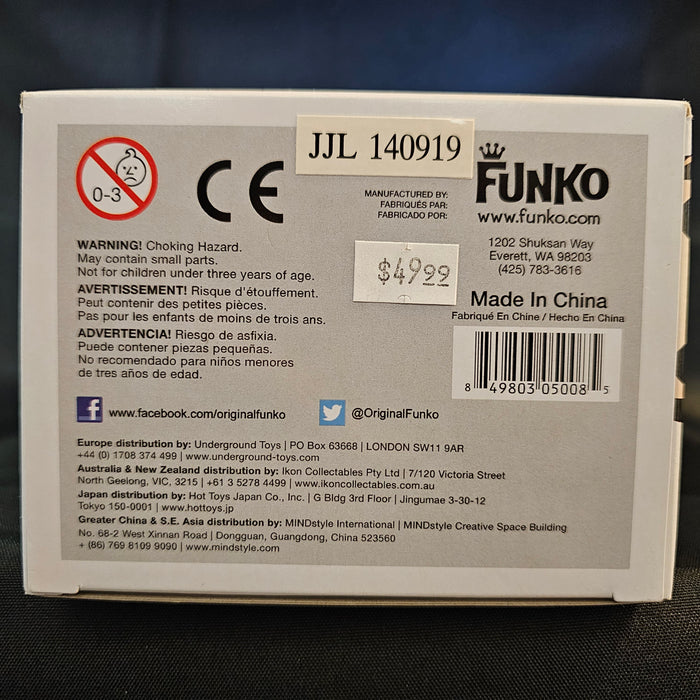 JJL 140919
0-3
CE
MANUFACTURED BY:
FABRIQUÉS PAR:
FABRICADO POR:
FUNKO
www.funko.com
1202 Shuksan Way
Everett, WA 98203
(425) 783-3616
$49.99
Made In China
Fabriqué En Chine / Hecho En China
8 49803 05008 5
WARNING! Choking Hazard.
May contain small parts.
Not for children under three years of age.
AVERTISSEMENT! Risque d'étouffement.
Peut contenir des petites pièces.
Pas pour les enfants de moins de trois ans.
ADVERTENCIA! Riesgo de asfixia.
Puede contener piezas pequeñas.
No recomendado para niños menores
de tres años de edad.
f www.facebook.com/originalfunko
@OriginalFunko
Europe distribution by: Underground Toys | PO Box 63668 | LONDON SW11 9AR
+44 (0) 1708 374 499 | www.underground-toys.com
Australia & New Zealand distribution by: Ikon Collectables Pty Ltd | 7/120 Victoria Street
North Geelong, VIC, 3215 | +61 3 5278 4499 | www.ikoncollectables.com.au
Japan distribution by: Hot Toys Japan Co., Inc. | G Bldg 3rd Floor | Jingumae 3-30-12
Tokyo 150-0001 | www.hottoys.jp
Greater China & S.E. Asia distribution by: MINDstyle International | MINDstyle Creative Space Building
No. 68-2 West Xinnan Road | Dongguan, Guangdong, China 523560
+ (86) 769 8109 9090 | www.mindstyle.com